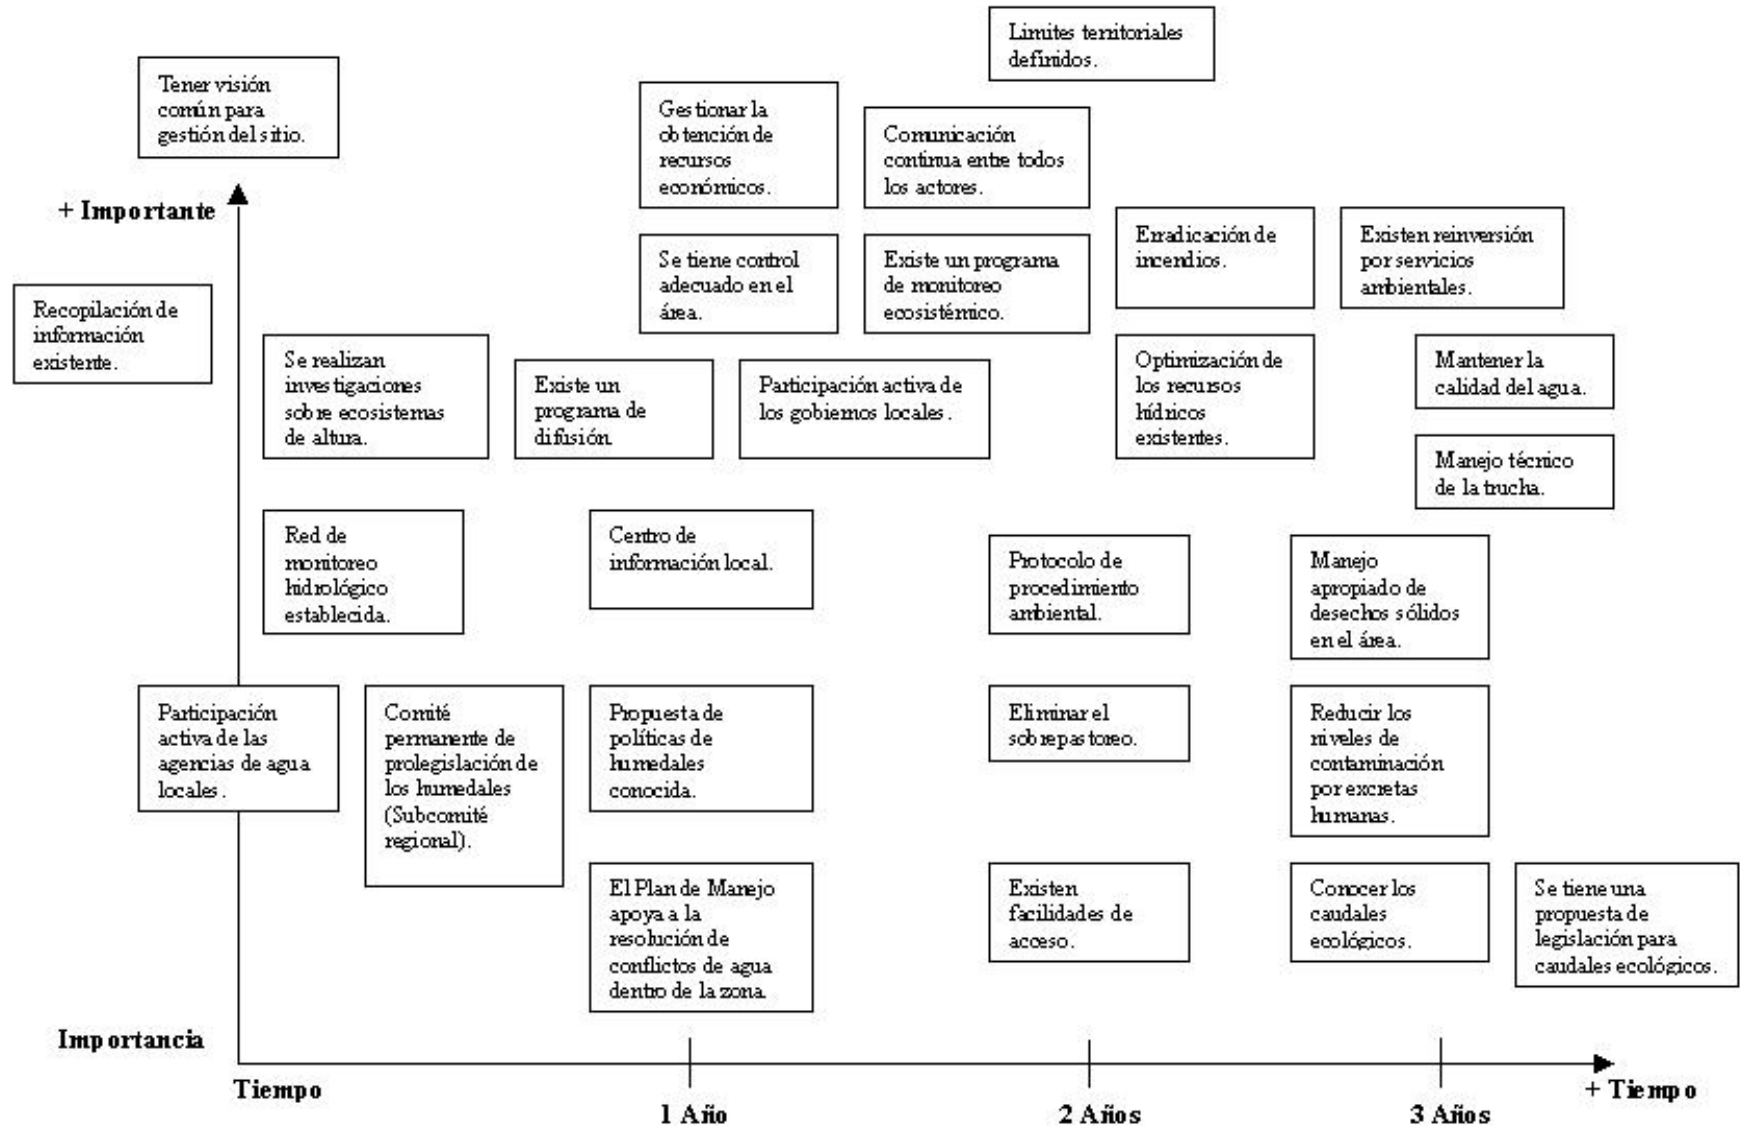 Limites territoriales
definidos.
Tener visión
común para
gestión del sitio.
Gestionar la
obtención de
recursos
económicos.
Comunicación
continua entre todos
los actores.
+ Importante
Erradicación de
incendios.
Existen reinversión
por servicios
ambientales.
Se tiene control
adecuado en el
área.
Existe un programa
de monitoreo
ecosistémico.
Recopilación de
información
existente.
Se realizan
investigaciones
sobre ecosistemas
de altura.
Existe un
programa de
difusión.
Participación activa de
los gobiernos locales.
Optimización de
los recursos
hídricos
existentes.
Mantener la
calidad del agua.
Manejo técnico
de la trucha.
Red de
monitoreo
hidrológico
establecida.
Centro de
información local.
Protocolo de
procedimiento
ambiental.
Manejo
apropiado de
desechos sólidos
en el área.
Participación
activa de las
agencias de agua
locales.
Comité
permanente de
prolegislación de
los humedales
(Subcomité
regional).
Propuesta de
políticas de
humedales
conocida.
Eliminar el
sobrepastoreo.
Reducir los
niveles de
contaminación
por excretas
humanas.
El Plan de Manejo
apoya a la
resolución de
conflictos de agua
dentro de la zona.
Existen
facilidades de
acceso.
Conocer los
caudales
ecológicos.
Se tiene una
propuesta de
legislación para
caudales ecológicos.
Importancia
Tiempo
+ Tiempo
1 Año
2 Años
3 Años